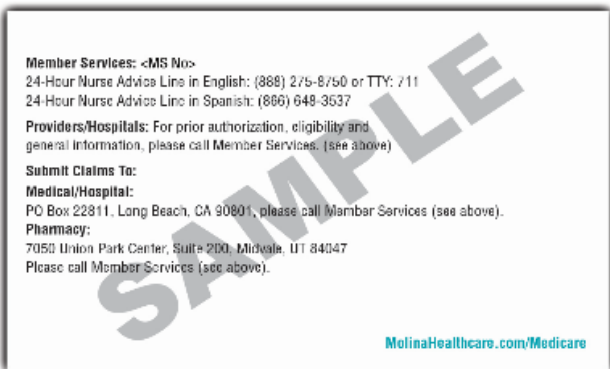 Member Services: <MS No>
24-Hour Nurse Advice Line in English: (888) 275-8750 or TTY: 711
24-Hour Nurse Advice Line in Spanish: (866) 648-3537
Providers/Hospitals: For prior authorization, eligibility and
general information, please call Member Services. (see above)
Submit Claims To:
Medical/Hospital:
PO Box 22811, Long Beach, CA 90801, please call Member Services (see above).
Pharmacy:
7050 Union Park Center, Suite 200, Midvale, UT 84047
Please call Member Services (see above).
SAMPLE
MolinaHealthcare.com/Medicare